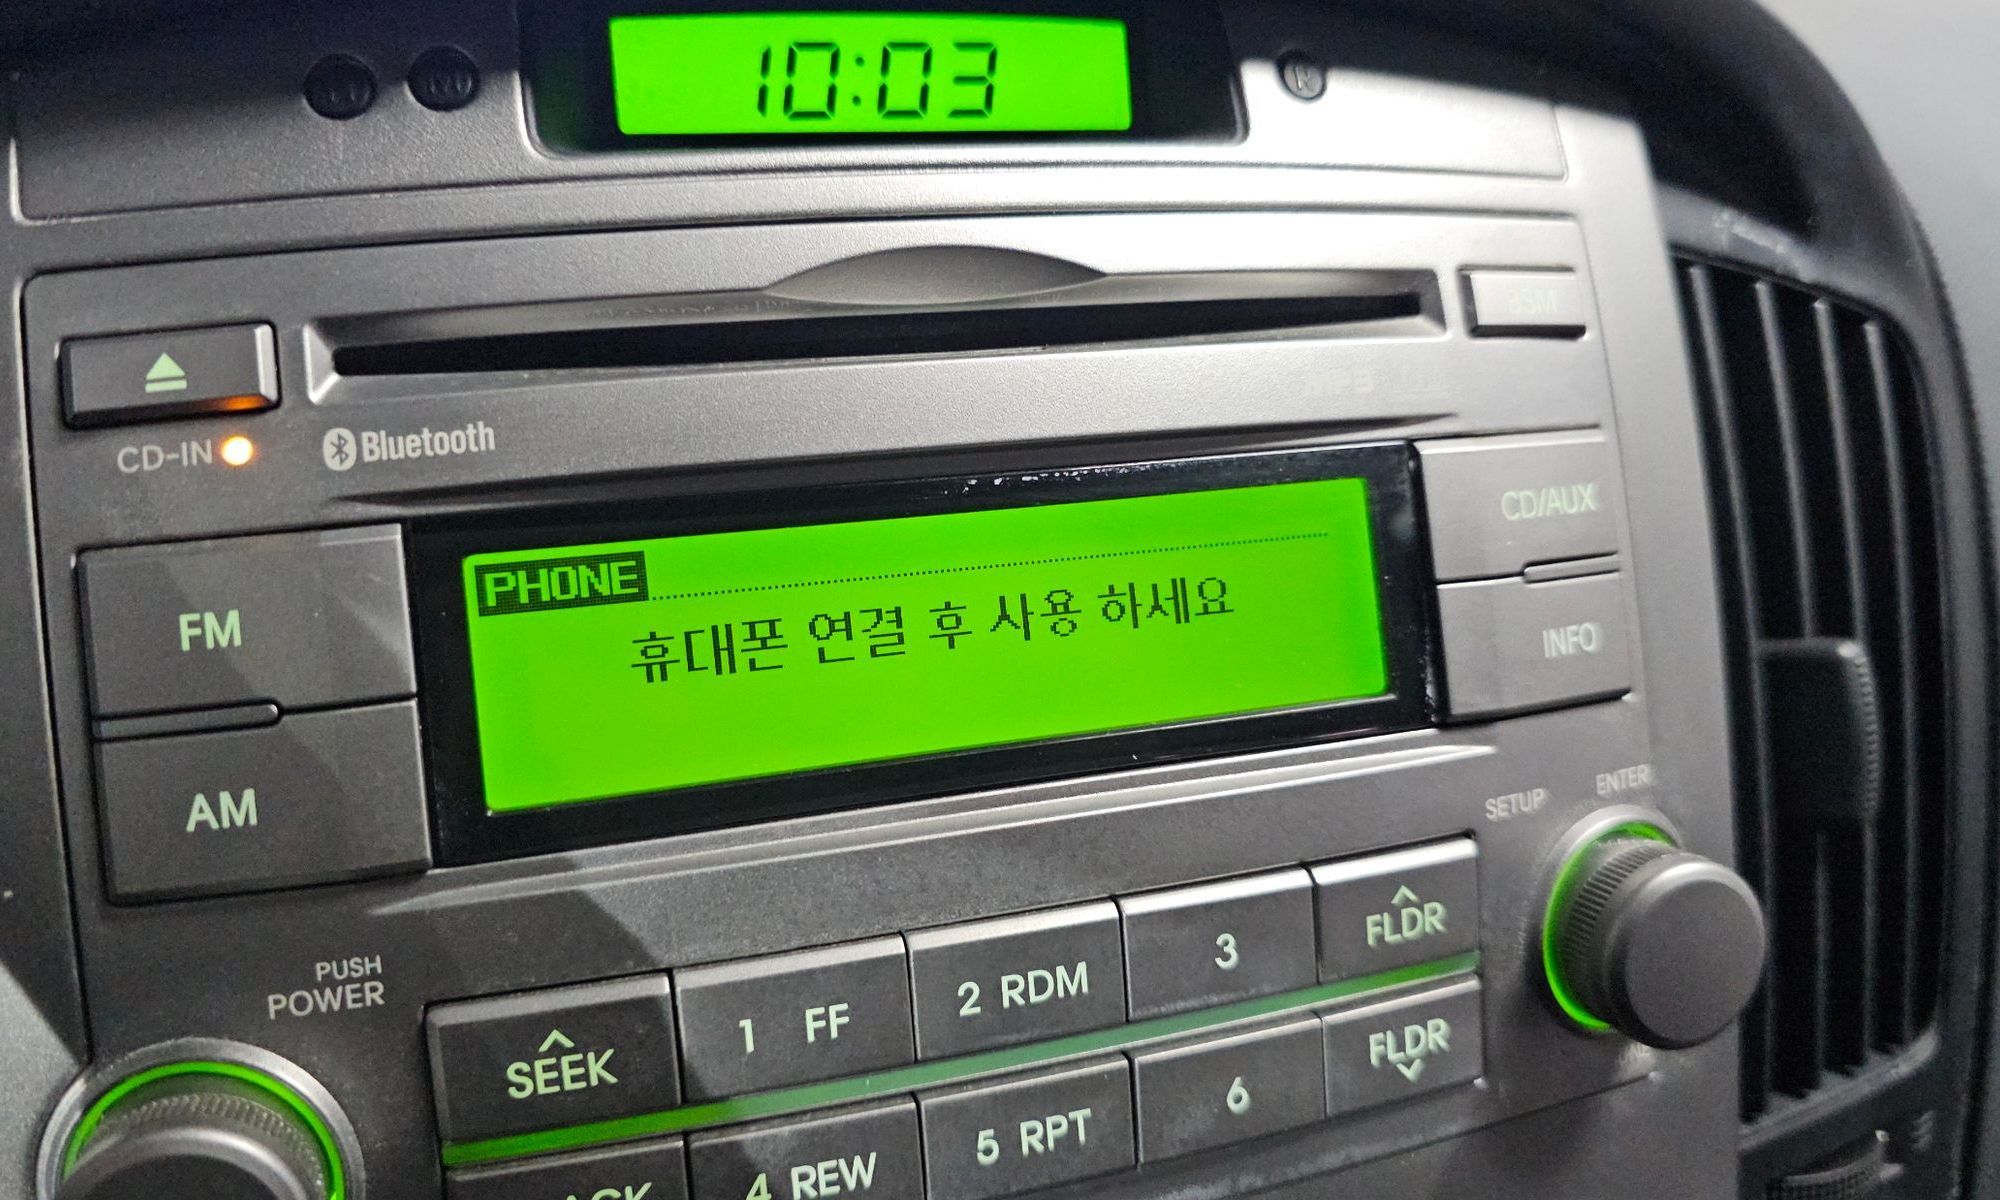 10:03
BSM
CD-IN
Bluetooth
CD/AUX
FM
PHONE
휴대폰 연결 후 사용 하세요
INFO
AM
SETUP
ENTER
PUSH
POWER
SEEK
1 FF
2 RDM
3
FLDR
4 REW
5 RPT
6
FLDR